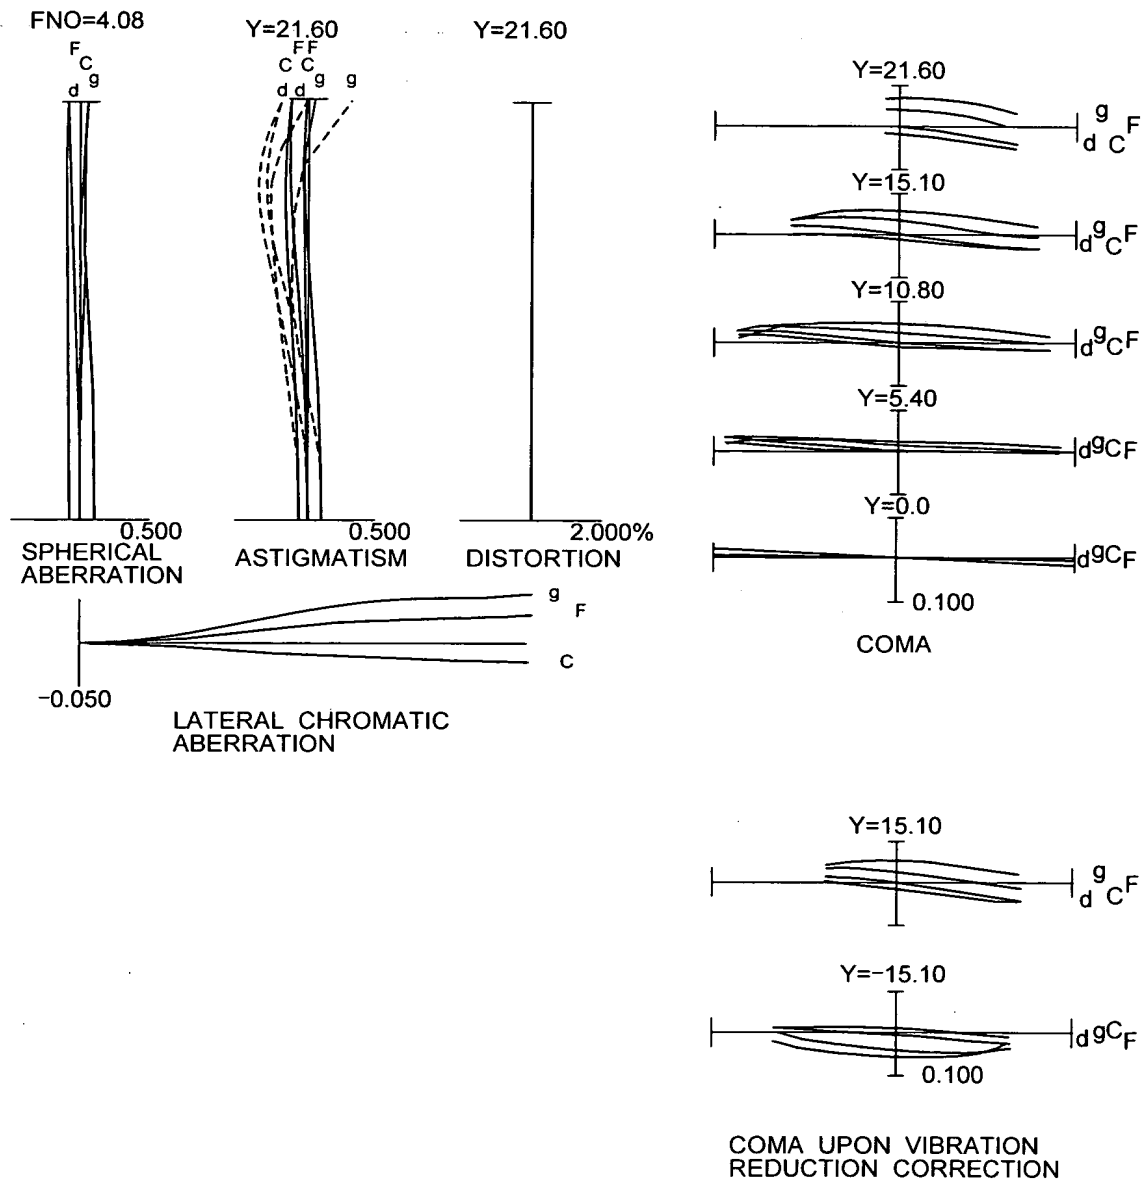 FNO=4.08
F
C
g
d
Y=21.60
F F
C C
d d g g
Y=21.60
0.500
SPHERICAL
ABERRATION
0.500
ASTIGMATISM
2.000%
DISTORTION
g
F
C
-0.050
LATERAL CHROMATIC
ABERRATION
Y=21.60
g
d C F
Y=15.10
d g C F
Y=10.80
d g C F
Y=5.40
d g C F
Y=0.0
d g C F
0.100
COMA
Y=15.10
g
d C F
Y=-15.10
d g C F
0.100
COMA UPON VIBRATION
REDUCTION CORRECTION